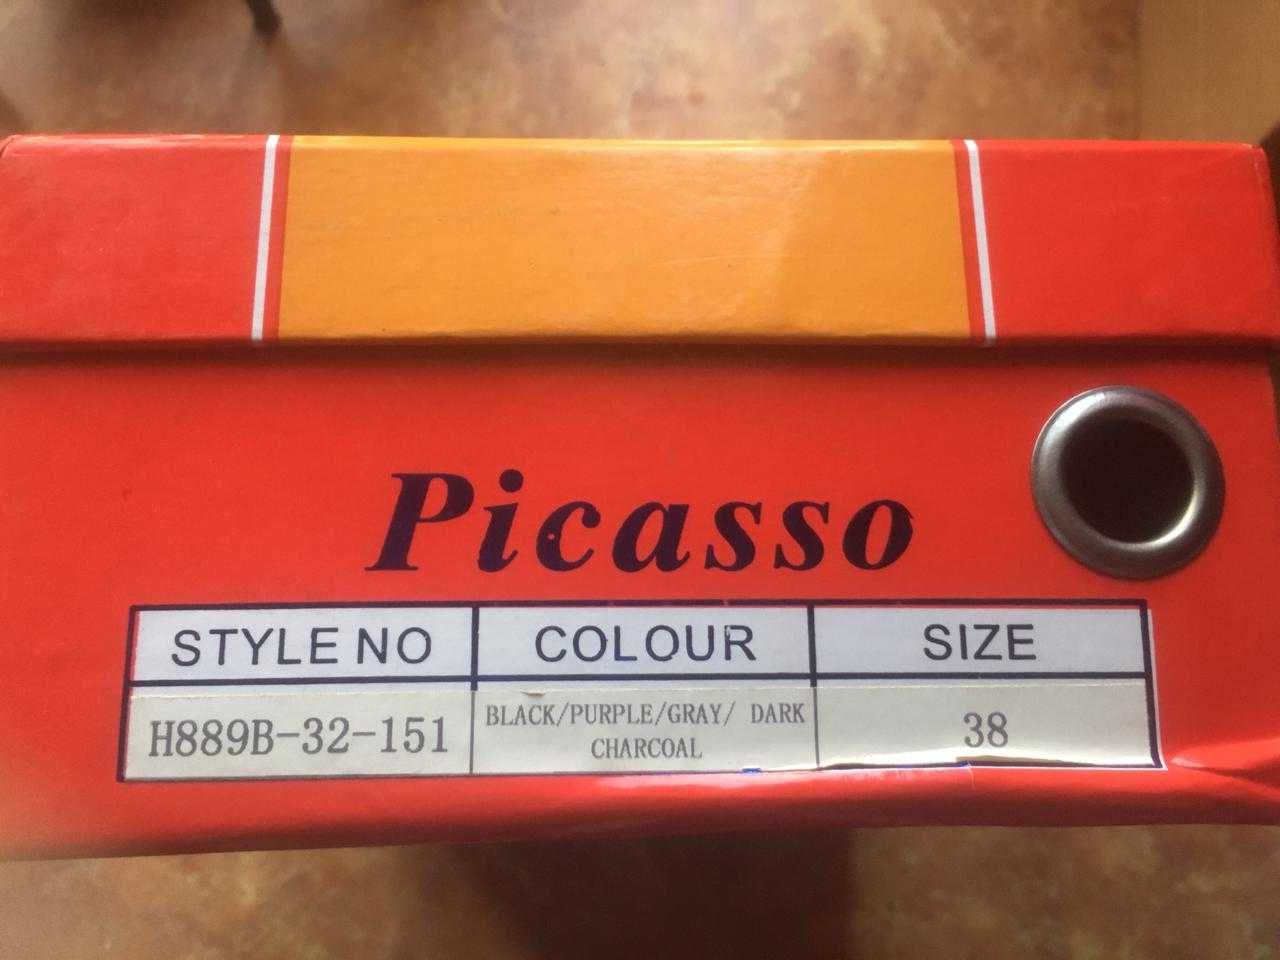 Picasso
STYLE NO COLOUR SIZE
H889B-32-151 BLACK/PURPLE/GRAY/ DARK CHARCOAL 38